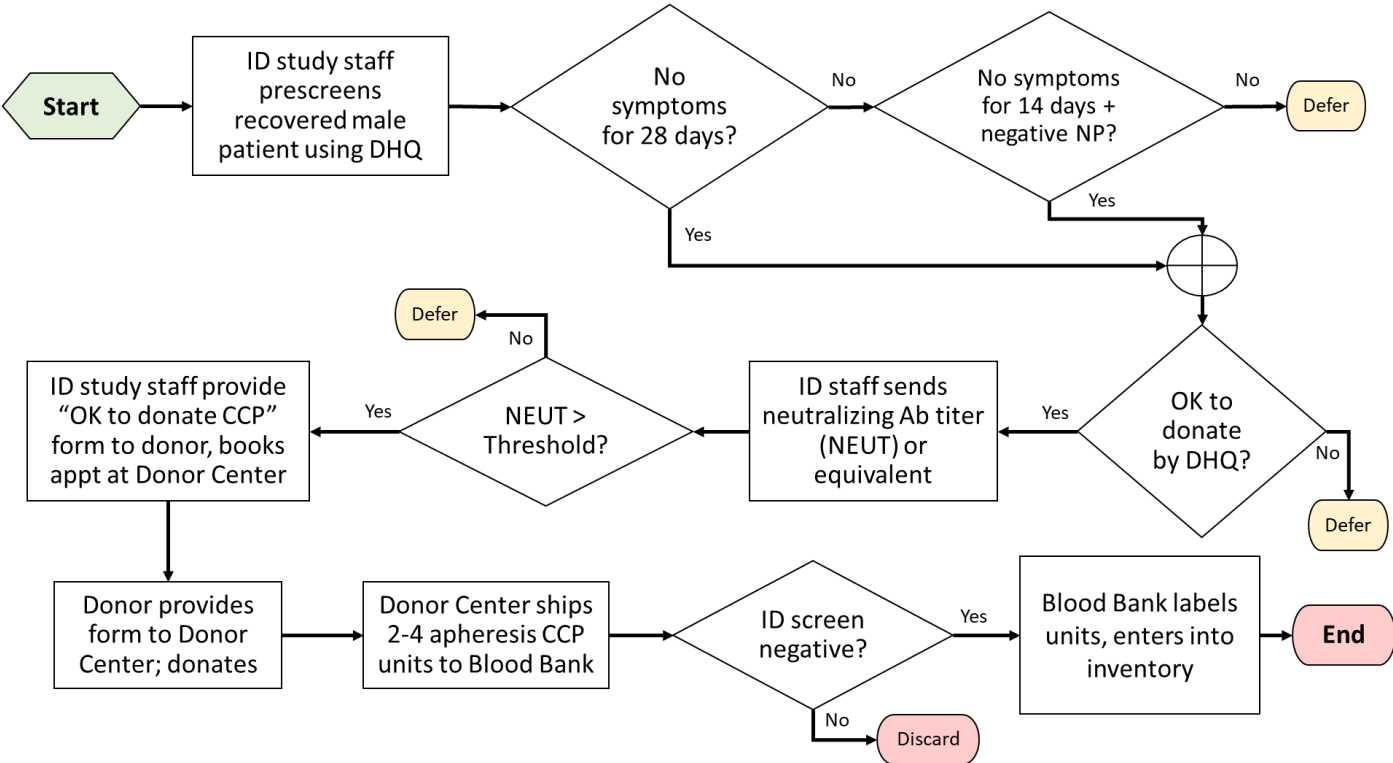 Start
ID study staff
prescreens
recovered male
patient using DHQ
No
symptoms
for 28 days?
No
No symptoms
for 14 days +
negative NP?
No
Defer
Yes
Yes
OK to
donate
by DHQ?
No
Defer
Yes
ID staff sends
neutralizing Ab titer
(NEUT) or
equivalent
NEUT >
Threshold?
No
Defer
Yes
ID study staff provide
“OK to donate CCP”
form to donor, books
appt at Donor Center
Donor provides
form to Donor
Center; donates
Donor Center ships
2-4 apheresis CCP
units to Blood Bank
ID screen
negative?
No
Discard
Yes
Blood Bank labels
units, enters into
inventory
End